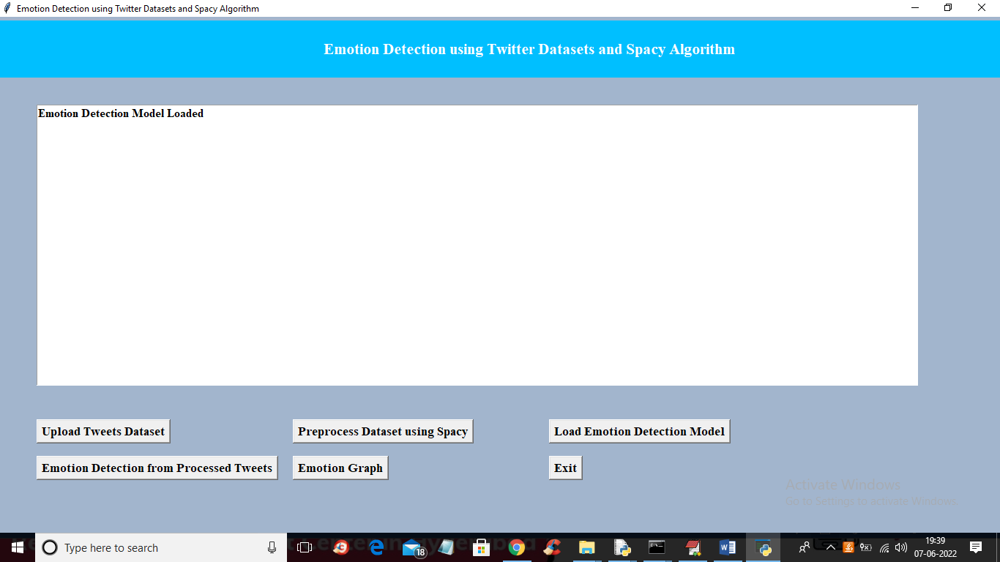 Emotion Detection using Twitter Datasets and Spacy Algorithm
Emotion Detection using Twitter Datasets and Spacy Algorithm
Emotion Detection Model Loaded
Upload Tweets Dataset
Preprocess Dataset using Spacy
Load Emotion Detection Model
Emotion Detection from Processed Tweets
Emotion Graph
Exit
Activate Windows
Go to Settings to activate Windows.
Type here to search
18
19:39
07-06-2022